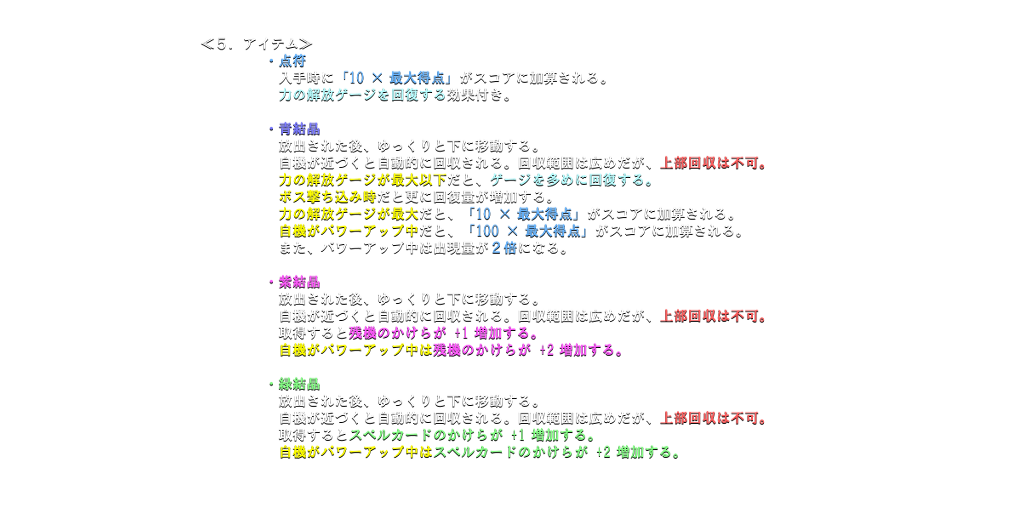 ≪５．アイテム≫
・点符
入手時に「10 × 最大得点」がスコアに加算される。
力の解放ゲージを回復する効果付き。
・青結晶
放出された後、ゆっくりと下に移動する。
自機が近づくと自動的に回収される。回収範囲は広めだが、上部回収は不可。
力の解放ゲージが最大以下だと、ゲージを多めに回復する。
ボス撃ち込み時だと更に回復量が増加する。
力の解放ゲージが最大だと、「10 × 最大得点」がスコアに加算される。
自機がパワーアップ中だと、「100 × 最大得点」がスコアに加算される。
また、パワーアップ中は出現量が２倍になる。
・紫結晶
放出された後、ゆっくりと下に移動する。
自機が近づくと自動的に回収される。回収範囲は広めだが、上部回収は不可。
取得すると残機のかけらが +1 増加する。
自機がパワーアップ中は残機のかけらが +2 増加する。
・緑結晶
放出された後、ゆっくりと下に移動する。
自機が近づくと自動的に回収される。回収範囲は広めだが、上部回収は不可。
取得するとスペルカードのかけらが +1 増加する。
自機がパワーアップ中はスペルカードのかけらが +2 増加する。